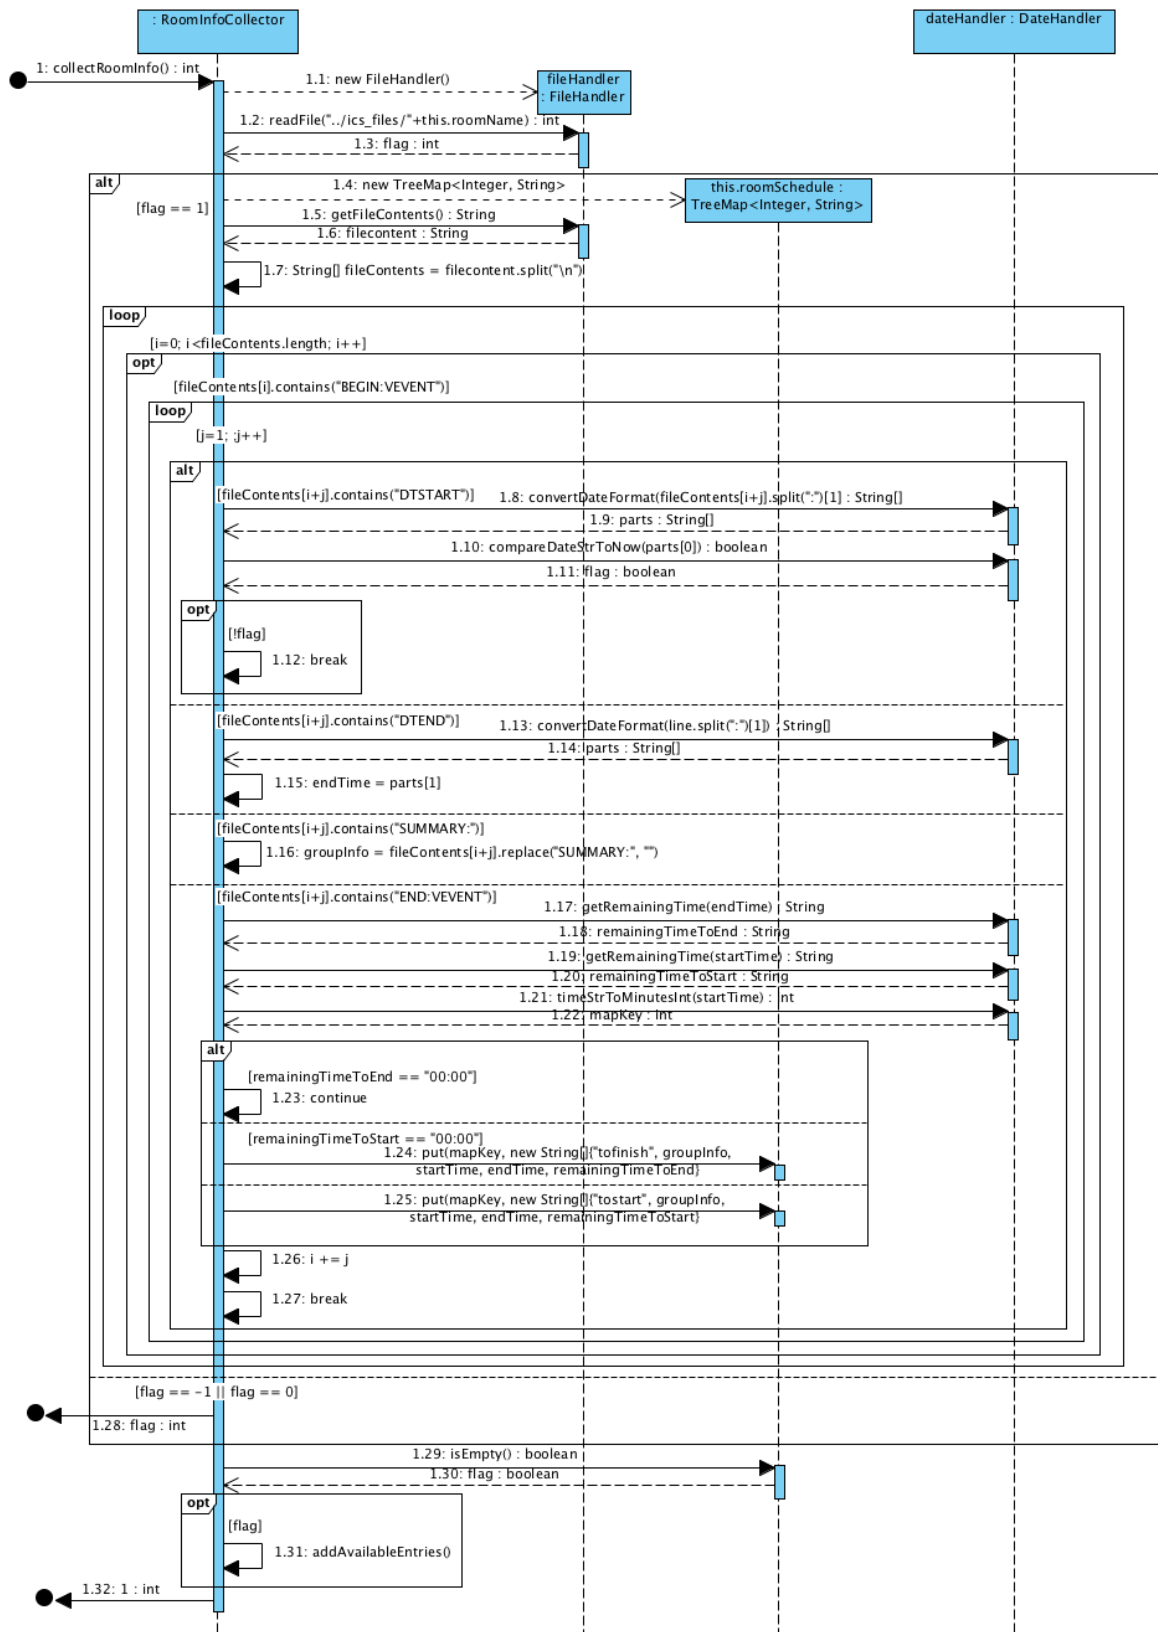 : RoomInfoCollector
dateHandler : DateHandler
1: collectRoomInfo() : int
1.1: new FileHandler()
fileHandler
: FileHandler
1.2: readFile("../ics_files/"+this.roomName) : int
1.3: flag : int
alt
[flag == 1]
1.4: new TreeMap<Integer, String>
this.roomSchedule :
TreeMap<Integer, String>
1.5: getFileContents() : String
1.6: filecontent : String
1.7: String[] fileContents = filecontent.split("\n")
loop
[i=0; i<fileContents.length; i++]
opt
[fileContents[i].contains("BEGIN:VEVENT")]
loop
[j=1; ;j++]
alt
[fileContents[i+j].contains("DTSTART")]
1.8: convertDateFormat(fileContents[i+j].split(":")[1] : String[]
1.9: parts : String[]
1.10: compareDateStrToNow(parts[0]) : boolean
1.11: flag : boolean
opt
[!flag]
1.12: break
[fileContents[i+j].contains("DTEND")]
1.13: convertDateFormat(line.split(":")[1]) : String[]
1.14: parts : String[]
1.15: endTime = parts[1]
[fileContents[i+j].contains("SUMMARY:")]
1.16: groupInfo = fileContents[i+j].replace("SUMMARY:", "")
[fileContents[i+j].contains("END:VEVENT")]
1.17: getRemainingTime(endTime) : String
1.18: remainingTimeToEnd : String
1.19: getRemainingTime(startTime) : String
1.20: remainingTimeToStart : String
1.21: timeStrToMinutesInt(startTime) : int
1.22: mapKey : int
alt
[remainingTimeToEnd == "00:00"]
1.23: continue
[remainingTimeToStart == "00:00"]
1.24: put(mapKey, new String[]{"tofinish", groupInfo,
startTime, endTime, remainingTimeToEnd}
1.25: put(mapKey, new String[]{"tostart", groupInfo,
startTime, endTime, remainingTimeToStart}
1.26: i += j
1.27: break
[flag == -1 || flag == 0]
1.28: flag : int
1.29: isEmpty() : boolean
1.30: flag : boolean
opt
[flag]
1.31: addAvailableEntries()
1.32: 1 : int